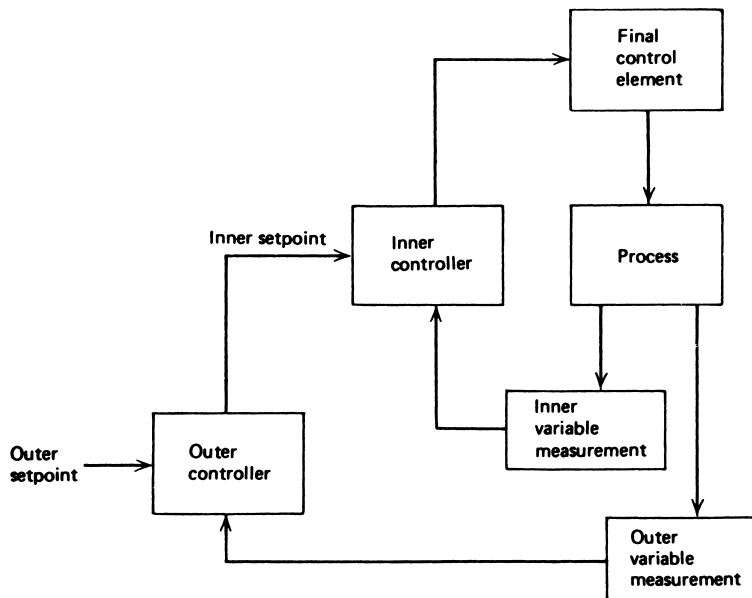 Final
control
element
Inner setpoint
Inner
controller
Process
Inner
variable
measurement
Outer
setpoint
Outer
controller
Outer
variable
measurement